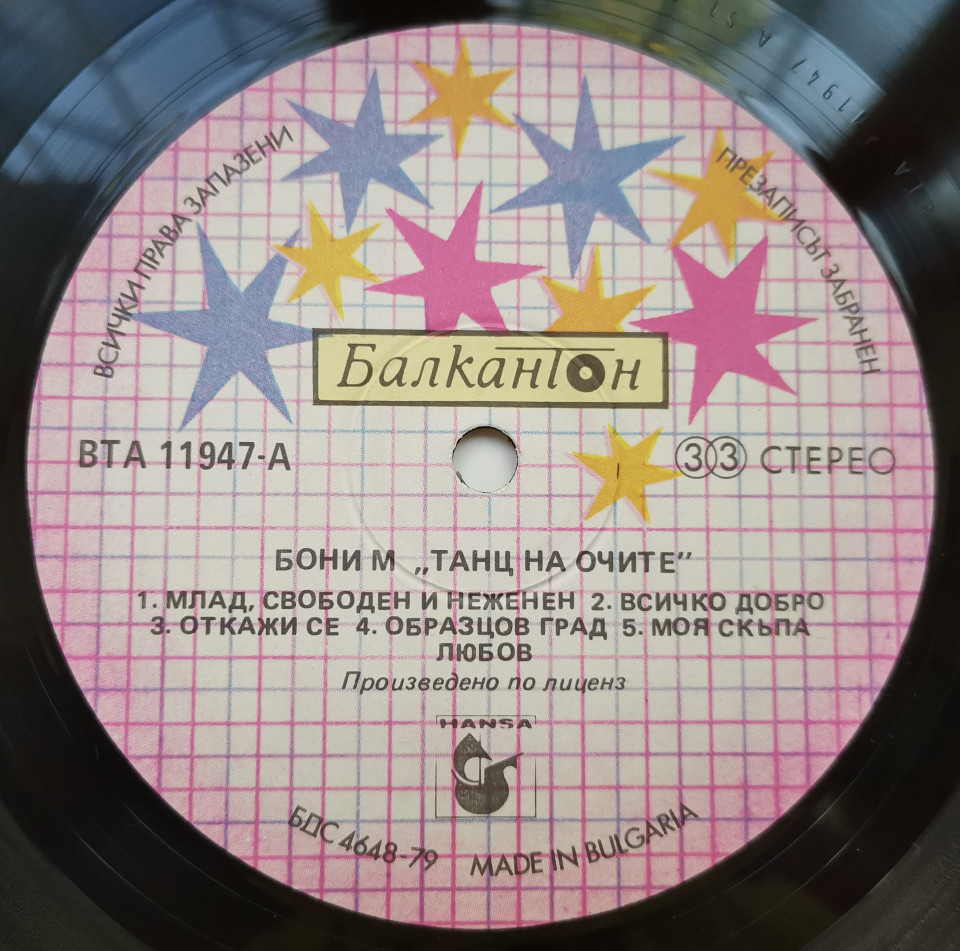 ВСИЧКИ ПРАВА ЗАПАЗЕНИ
ПРЕЗАПИСЪТ ЗАБРАНЕН
Балкантон
ВТА 11947-А
33 СТЕРЕО
БОНИ М „ТАНЦ НА ОЧИТЕ”
1. МЛАД, СВОБОДЕН И НЕЖЕНЕН 2. ВСИЧКО ДОБРО
3. ОТКАЖИ СЕ 4. ОБРАЗЦОВ ГРАД 5. МОЯ СКЪПА
ЛЮБОВ
Произведено по лиценз
HANSA
БДС 4648-79 MADE IN BULGARIA